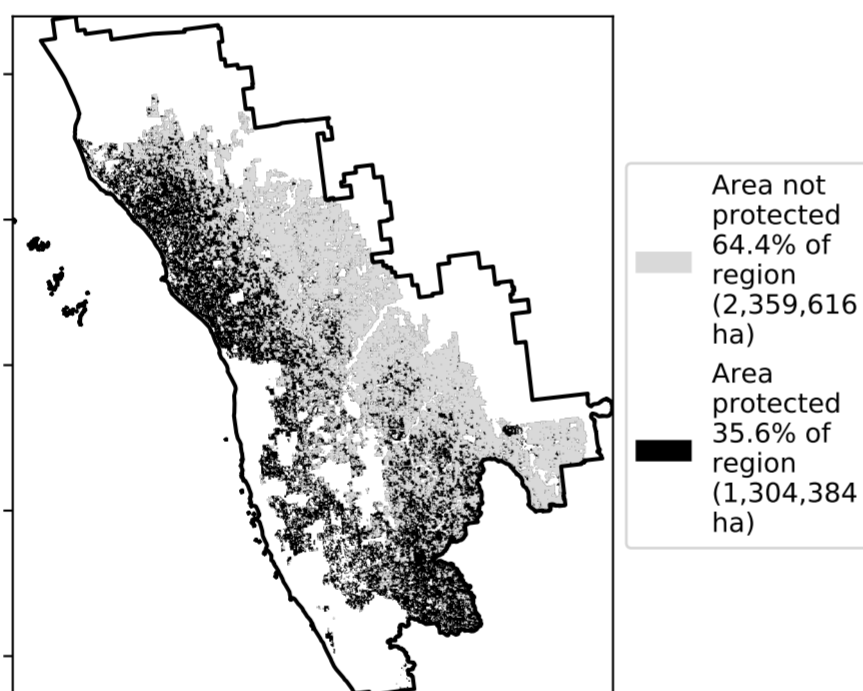 Area not
protected
64.4% of
region
(2,359,616
ha)
Area
protected
35.6% of
region
(1,304,384
ha)